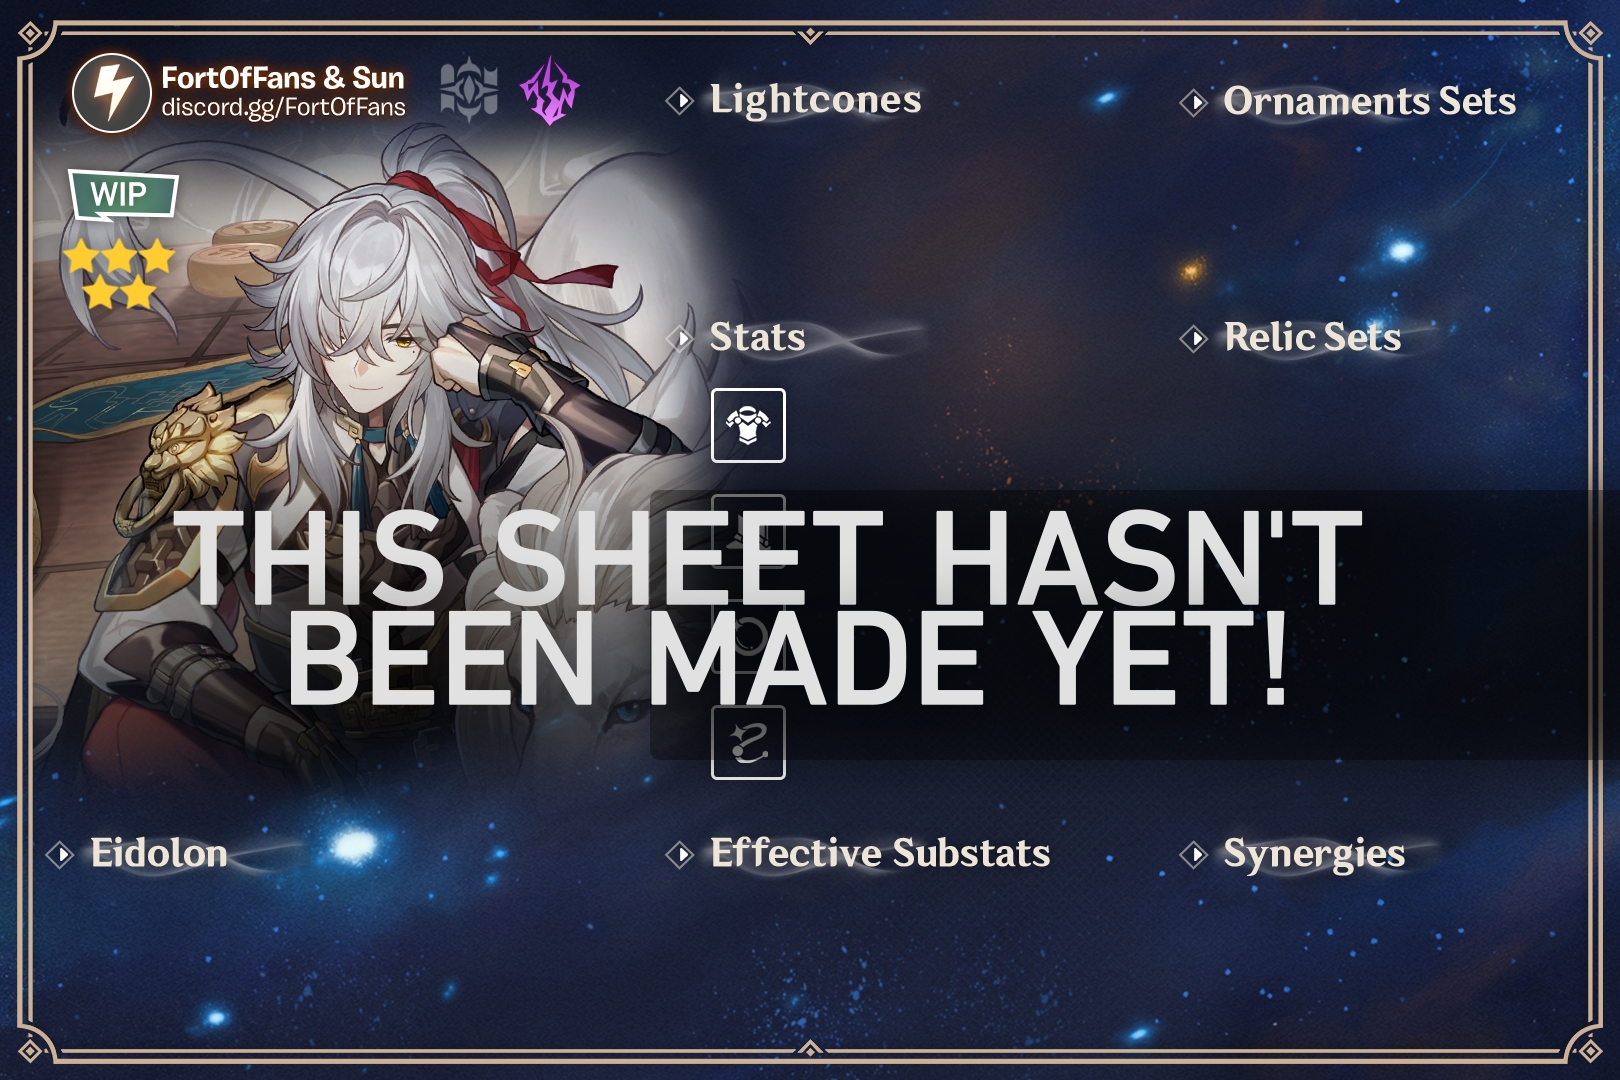 FortOfFans & Sun
discord.gg/FortOfFans
WIP
Lightcones
Ornaments Sets
Stats
Relic Sets
THIS SHEET HASN'T
BEEN MADE YET!
Eidolon
Effective Substats
Synergies